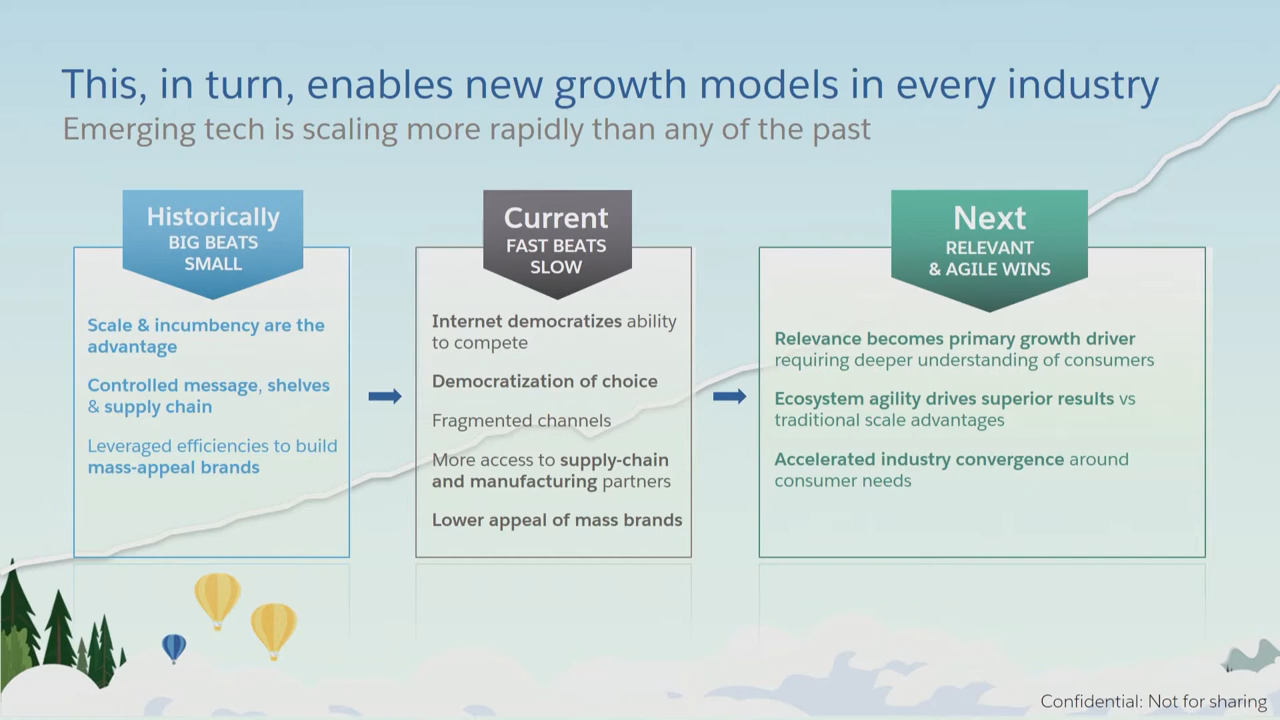 This, in turn, enables new growth models in every industry
Emerging tech is scaling more rapidly than any of the past
Historically
BIG BEATS
SMALL
Scale & incumbency are the
advantage
Controlled message, shelves
& supply chain
Leveraged efficiencies to build
mass-appeal brands
Current
FAST BEATS
SLOW
Internet democratizes ability
to compete
Democratization of choice
Fragmented channels
More access to supply-chain
and manufacturing partners
Lower appeal of mass brands
Next
RELEVANT
& AGILE WINS
Relevance becomes primary growth driver
requiring deeper understanding of consumers
Ecosystem agility drives superior results vs
traditional scale advantages
Accelerated industry convergence around
consumer needs
Confidential: Not for sharing